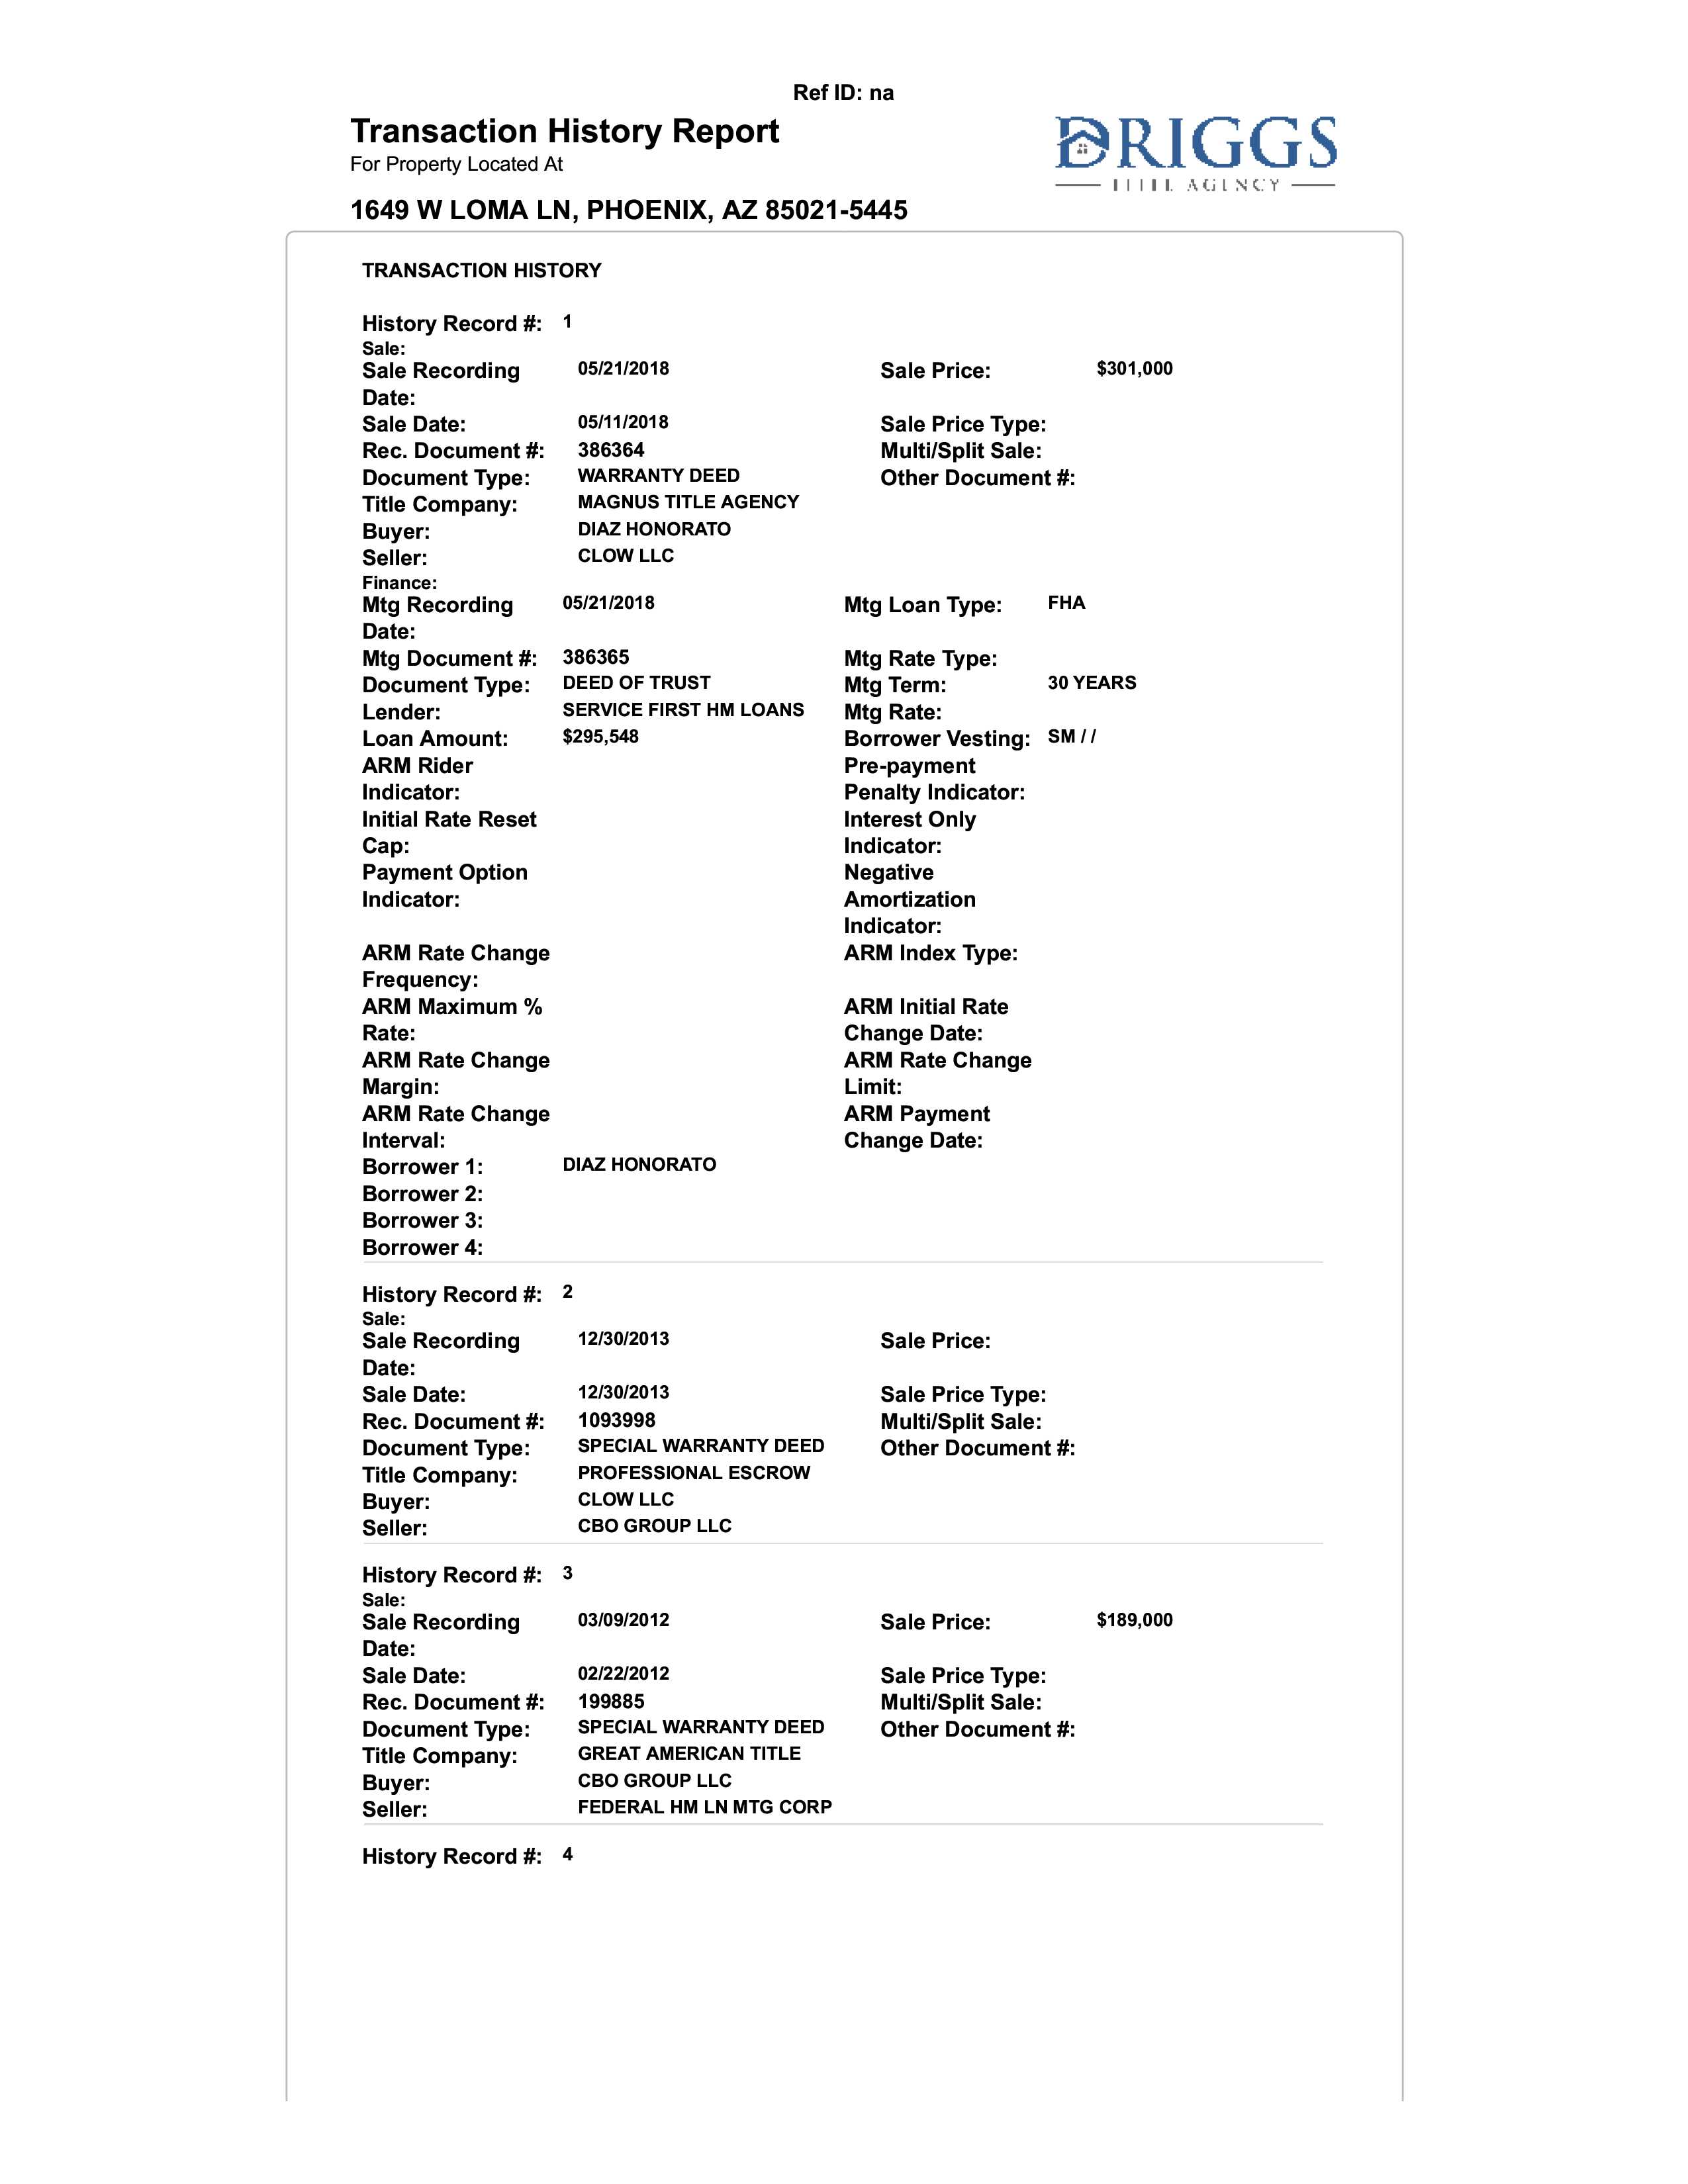 Ref ID: na
Transaction History Report
DRIGGS
TITLE AGENCY
For Property Located At
1649 W LOMA LN, PHOENIX, AZ 85021-5445
TRANSACTION HISTORY
History Record #: 1
Sale:
Sale Recording 05/21/2018 Sale Price: $301,000
Date:
Sale Date: 05/11/2018 Sale Price Type:
Rec. Document #: 386364 Multi/Split Sale:
Document Type: WARRANTY DEED Other Document #:
Title Company: MAGNUS TITLE AGENCY
Buyer: DIAZ HONORATO
Seller: CLOW LLC
Finance:
Mtg Recording 05/21/2018 Mtg Loan Type: FHA
Date:
Mtg Document #: 386365 Mtg Rate Type:
Document Type: DEED OF TRUST Mtg Term: 30 YEARS
Lender: SERVICE FIRST HM LOANS Mtg Rate:
Loan Amount: $295,548 Borrower Vesting: SM / /
ARM Rider Pre-payment
Indicator: Penalty Indicator:
Initial Rate Reset Interest Only
Cap: Indicator:
Payment Option Negative
Indicator: Amortization
Indicator:
ARM Rate Change ARM Index Type:
Frequency:
ARM Maximum % ARM Initial Rate
Rate: Change Date:
ARM Rate Change ARM Rate Change
Margin: Limit:
ARM Rate Change ARM Payment
Interval: Change Date:
Borrower 1: DIAZ HONORATO
Borrower 2:
Borrower 3:
Borrower 4:
History Record #: 2
Sale:
Sale Recording 12/30/2013 Sale Price:
Date:
Sale Date: 12/30/2013 Sale Price Type:
Rec. Document #: 1093998 Multi/Split Sale:
Document Type: SPECIAL WARRANTY DEED Other Document #:
Title Company: PROFESSIONAL ESCROW
Buyer: CLOW LLC
Seller: CBO GROUP LLC
History Record #: 3
Sale:
Sale Recording 03/09/2012 Sale Price: $189,000
Date:
Sale Date: 02/22/2012 Sale Price Type:
Rec. Document #: 199885 Multi/Split Sale:
Document Type: SPECIAL WARRANTY DEED Other Document #:
Title Company: GREAT AMERICAN TITLE
Buyer: CBO GROUP LLC
Seller: FEDERAL HM LN MTG CORP
History Record #: 4